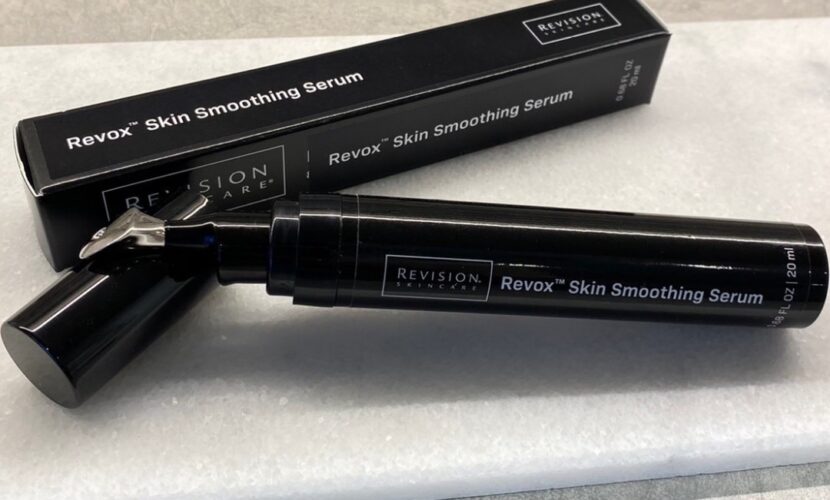 REVISION
SKINCARE
Revox™ Skin Smoothing Serum
0.68 FL OZ
20 ml
Revox™ Skin Smoothing Serum
REVISION
SKINCARE®
REVISION
SKINCARE
Revox™ Skin Smoothing Serum
0.68 FL OZ | 20 ml